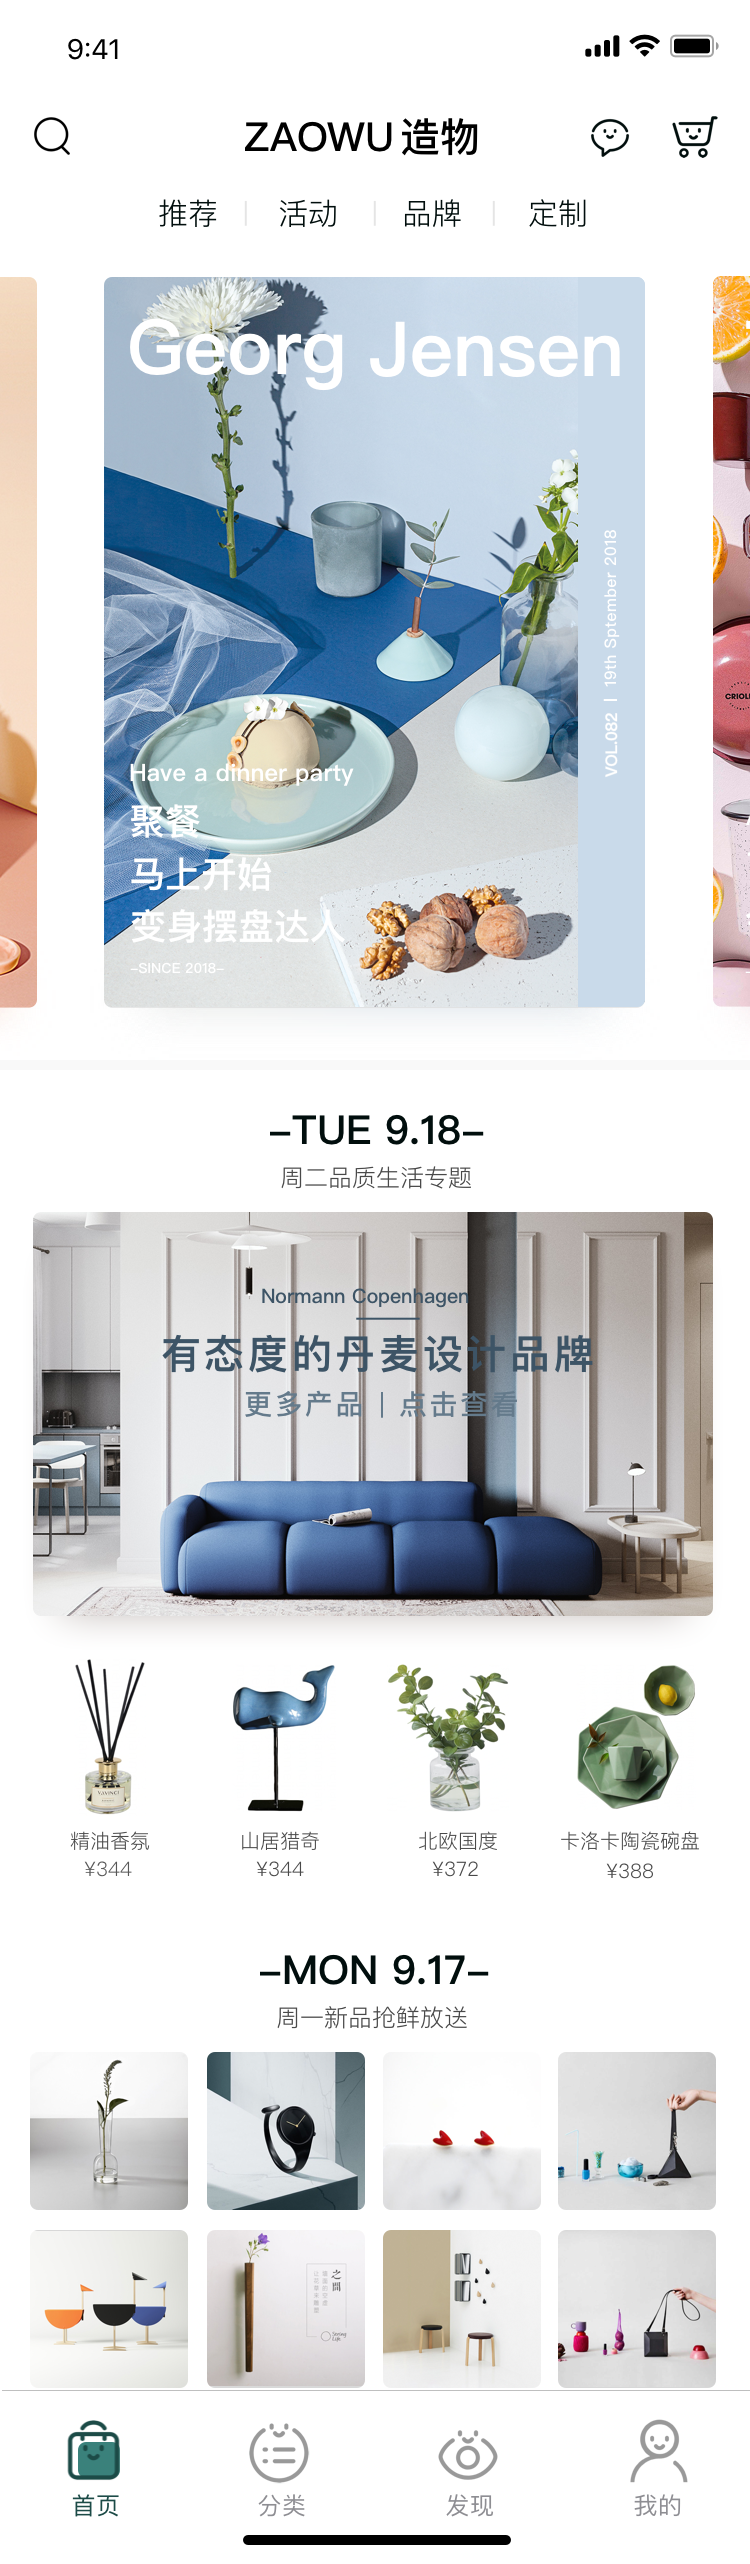 9:41
ZAOWU 造物
推荐 活动 品牌 定制
Georg Jensen
VOL.082 | 19th Sptember 2018
Have a dinner party
聚餐
马上开始
变身摆盘达人
–SINCE 2018–
–TUE 9.18–
周二品质生活专题
Normann Copenhagen
有态度的丹麦设计品牌
更多产品 | 点击查看
精油香氛 山居猎奇 北欧国度 卡洛卡陶瓷碗盘
¥344 ¥344 ¥372 ¥388
–MON 9.17–
周一新品抢鲜放送
首页 分类 发现 我的